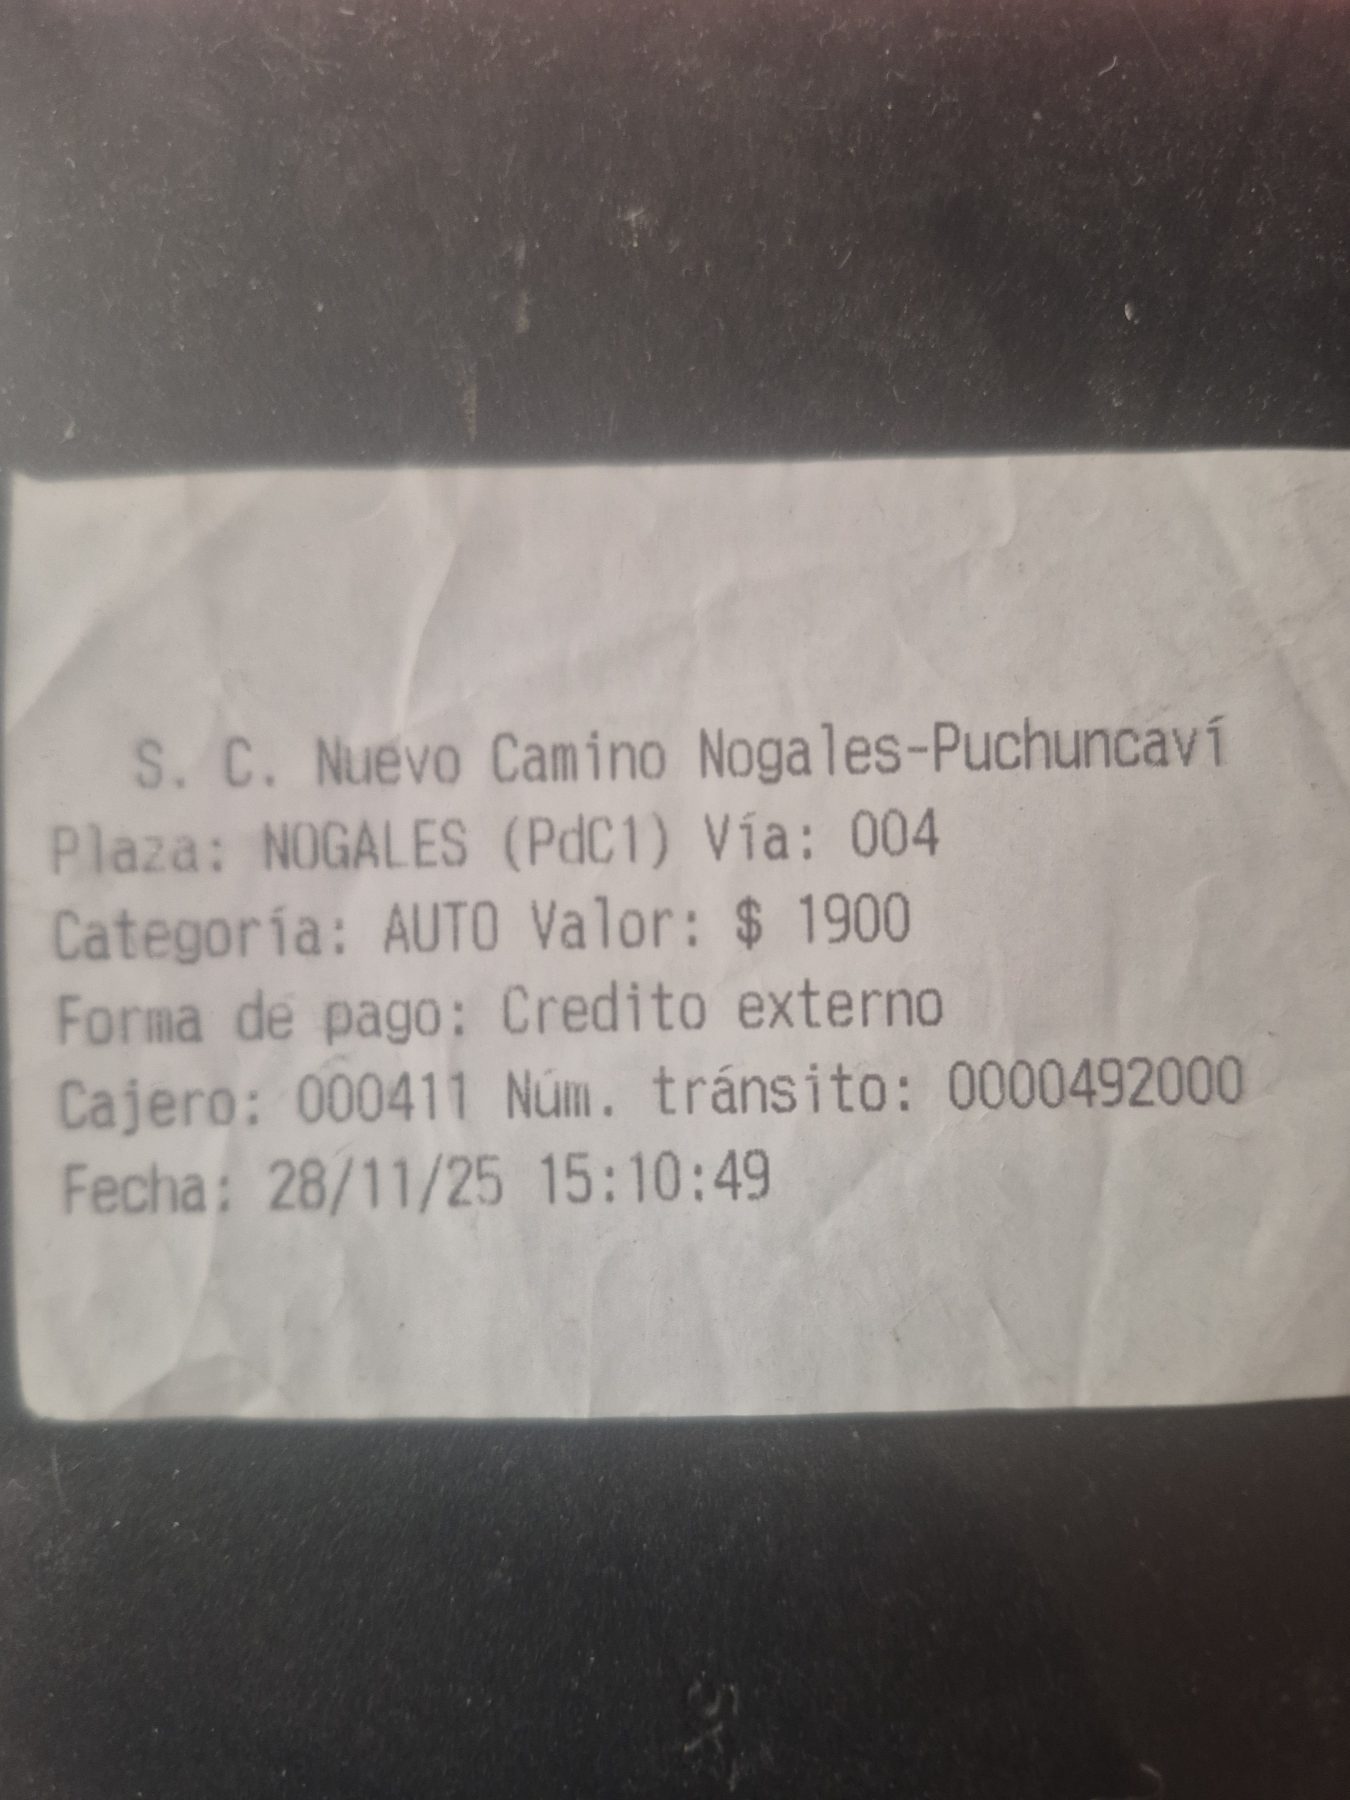 S. C. Nuevo Camino Nogales-Puchuncaví
Plaza: NOGALES (PdC1) Vía: 004
Categoría: AUTO Valor: $ 1900
Forma de pago: Credito externo
Cajero: 000411 Núm. tránsito: 0000492000
Fecha: 28/11/25 15:10:49